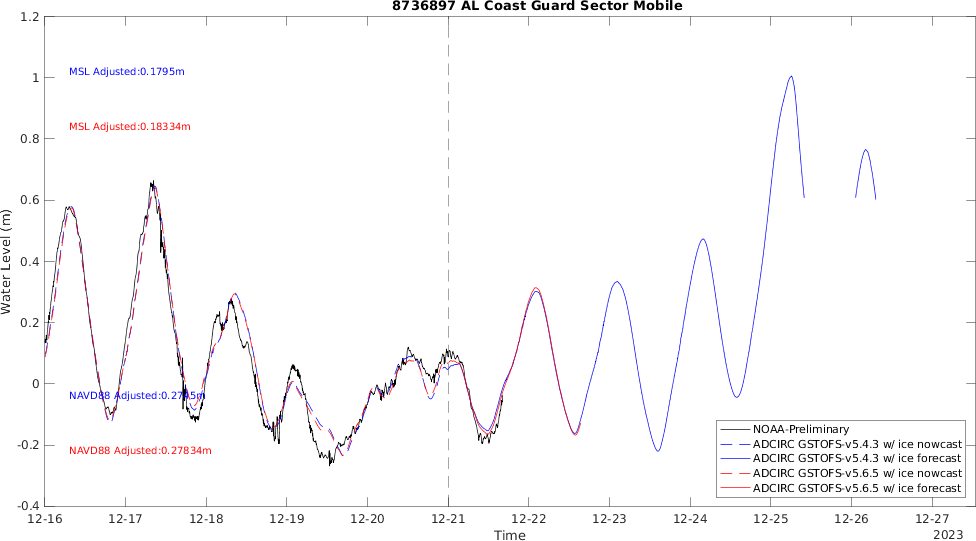 8736897 AL Coast Guard Sector Mobile
1.2
1
0.8
0.6
0.4
0.2
0
-0.2
-0.4
Water Level (m)
MSL Adjusted:0.1795m
MSL Adjusted:0.18334m
NAVD88 Adjusted:0.2745m
NAVD88 Adjusted:0.27834m
NOAA-Preliminary
ADCIRC GSTOFS-v5.4.3 w/ ice nowcast
ADCIRC GSTOFS-v5.4.3 w/ ice forecast
ADCIRC GSTOFS-v5.6.5 w/ ice nowcast
ADCIRC GSTOFS-v5.6.5 w/ ice forecast
12-16 12-17 12-18 12-19 12-20 12-21 12-22 12-23 12-24 12-25 12-26 12-27
Time
2023